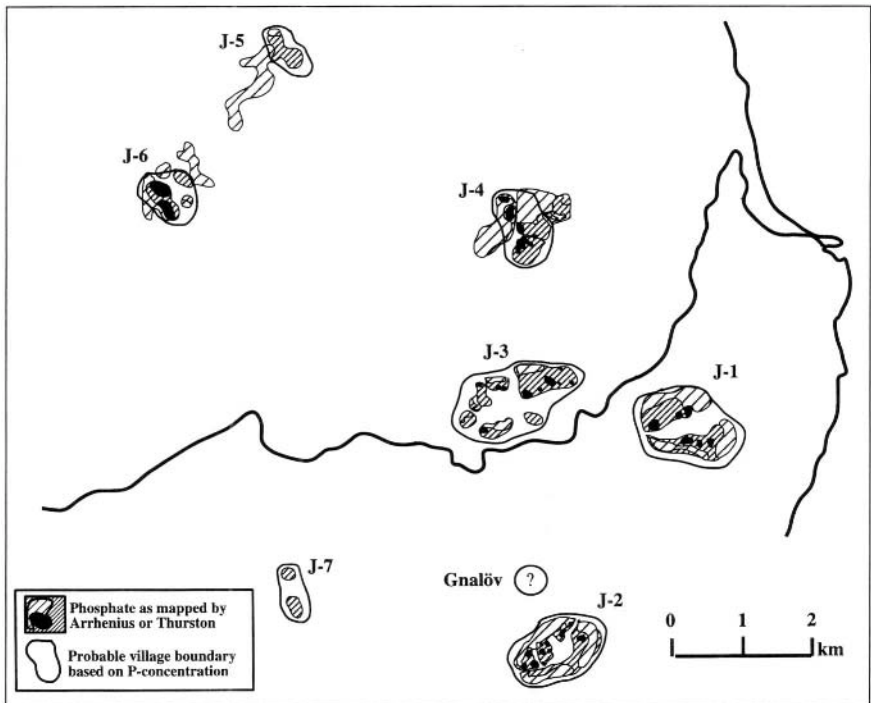 J-5
J-6
J-4
J-3
J-1
J-7
Gnalöv ?
J-2
Phosphate as mapped by
Arrhenius or Thurston
Probable village boundary
based on P-concentration
0 1 2
km